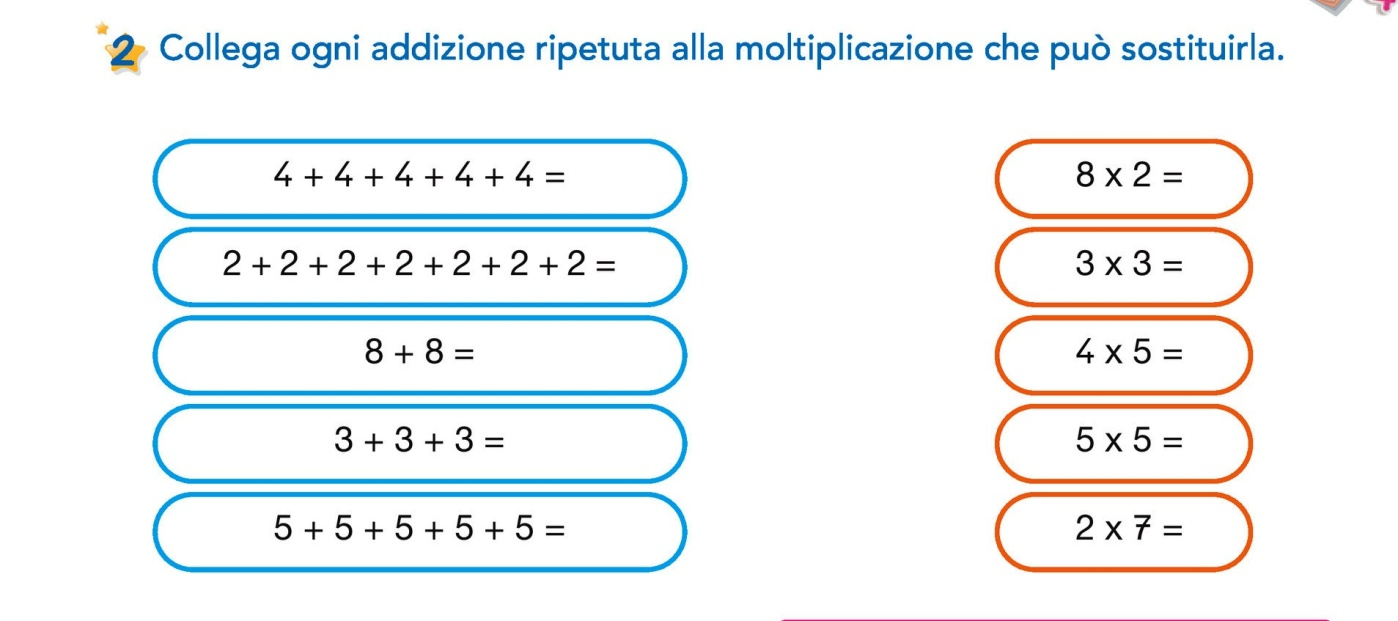 2 Collega ogni addizione ripetuta alla moltiplicazione che può sostituirla.
4 + 4 + 4 + 4 + 4 =
8 x 2 =
2 + 2 + 2 + 2 + 2 + 2 + 2 =
3 x 3 =
8 + 8 =
4 x 5 =
3 + 3 + 3 =
5 x 5 =
5 + 5 + 5 + 5 + 5 =
2 x 7 =